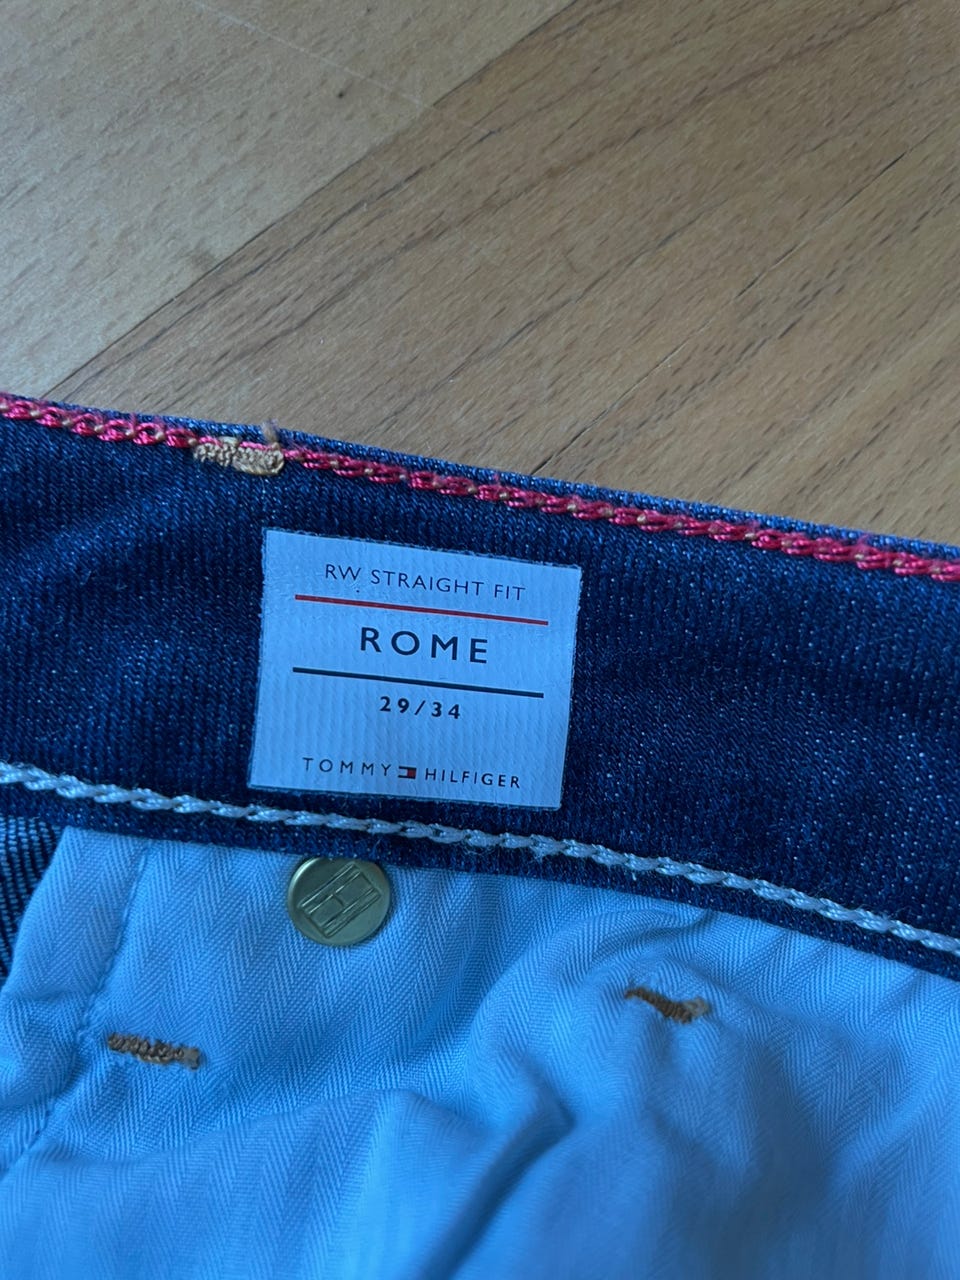 RW STRAIGHT FIT
ROME
29/34
TOMMY HILFIGER